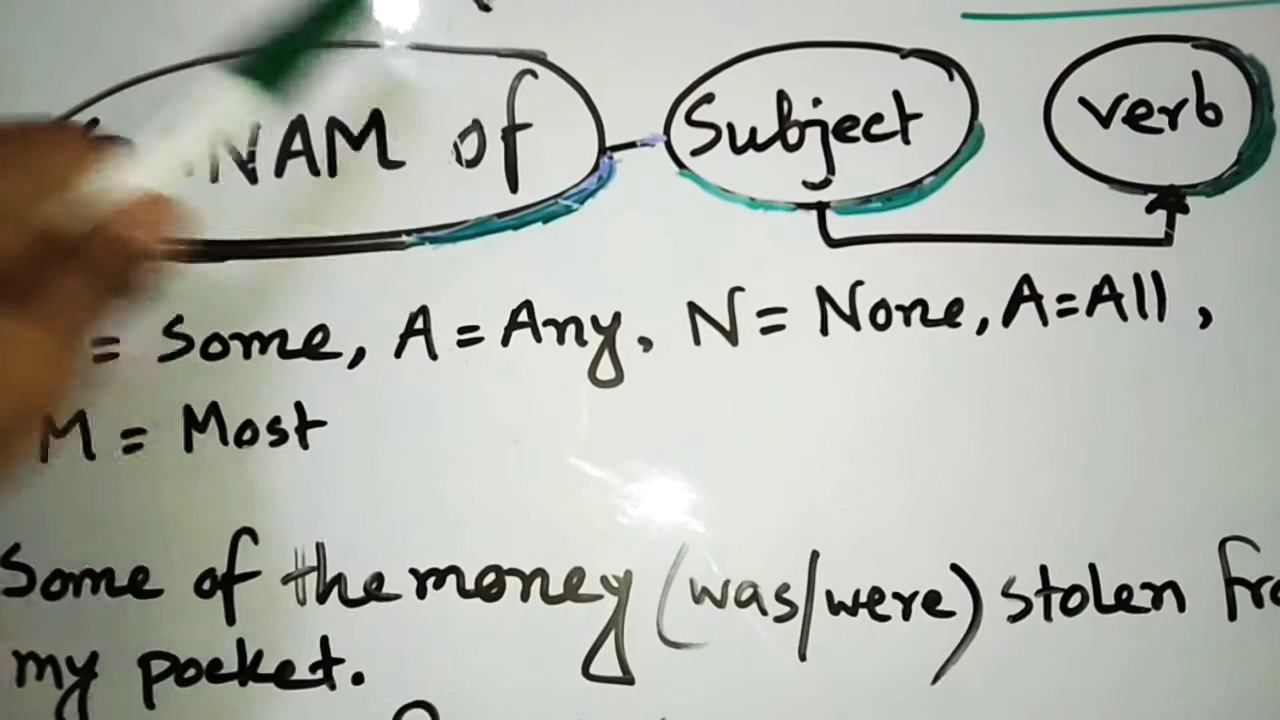 NAM of Subject verb
= Some, A = Any, N = None, A = All,
M = Most
Some of the money (was/were) stolen
my pocket.